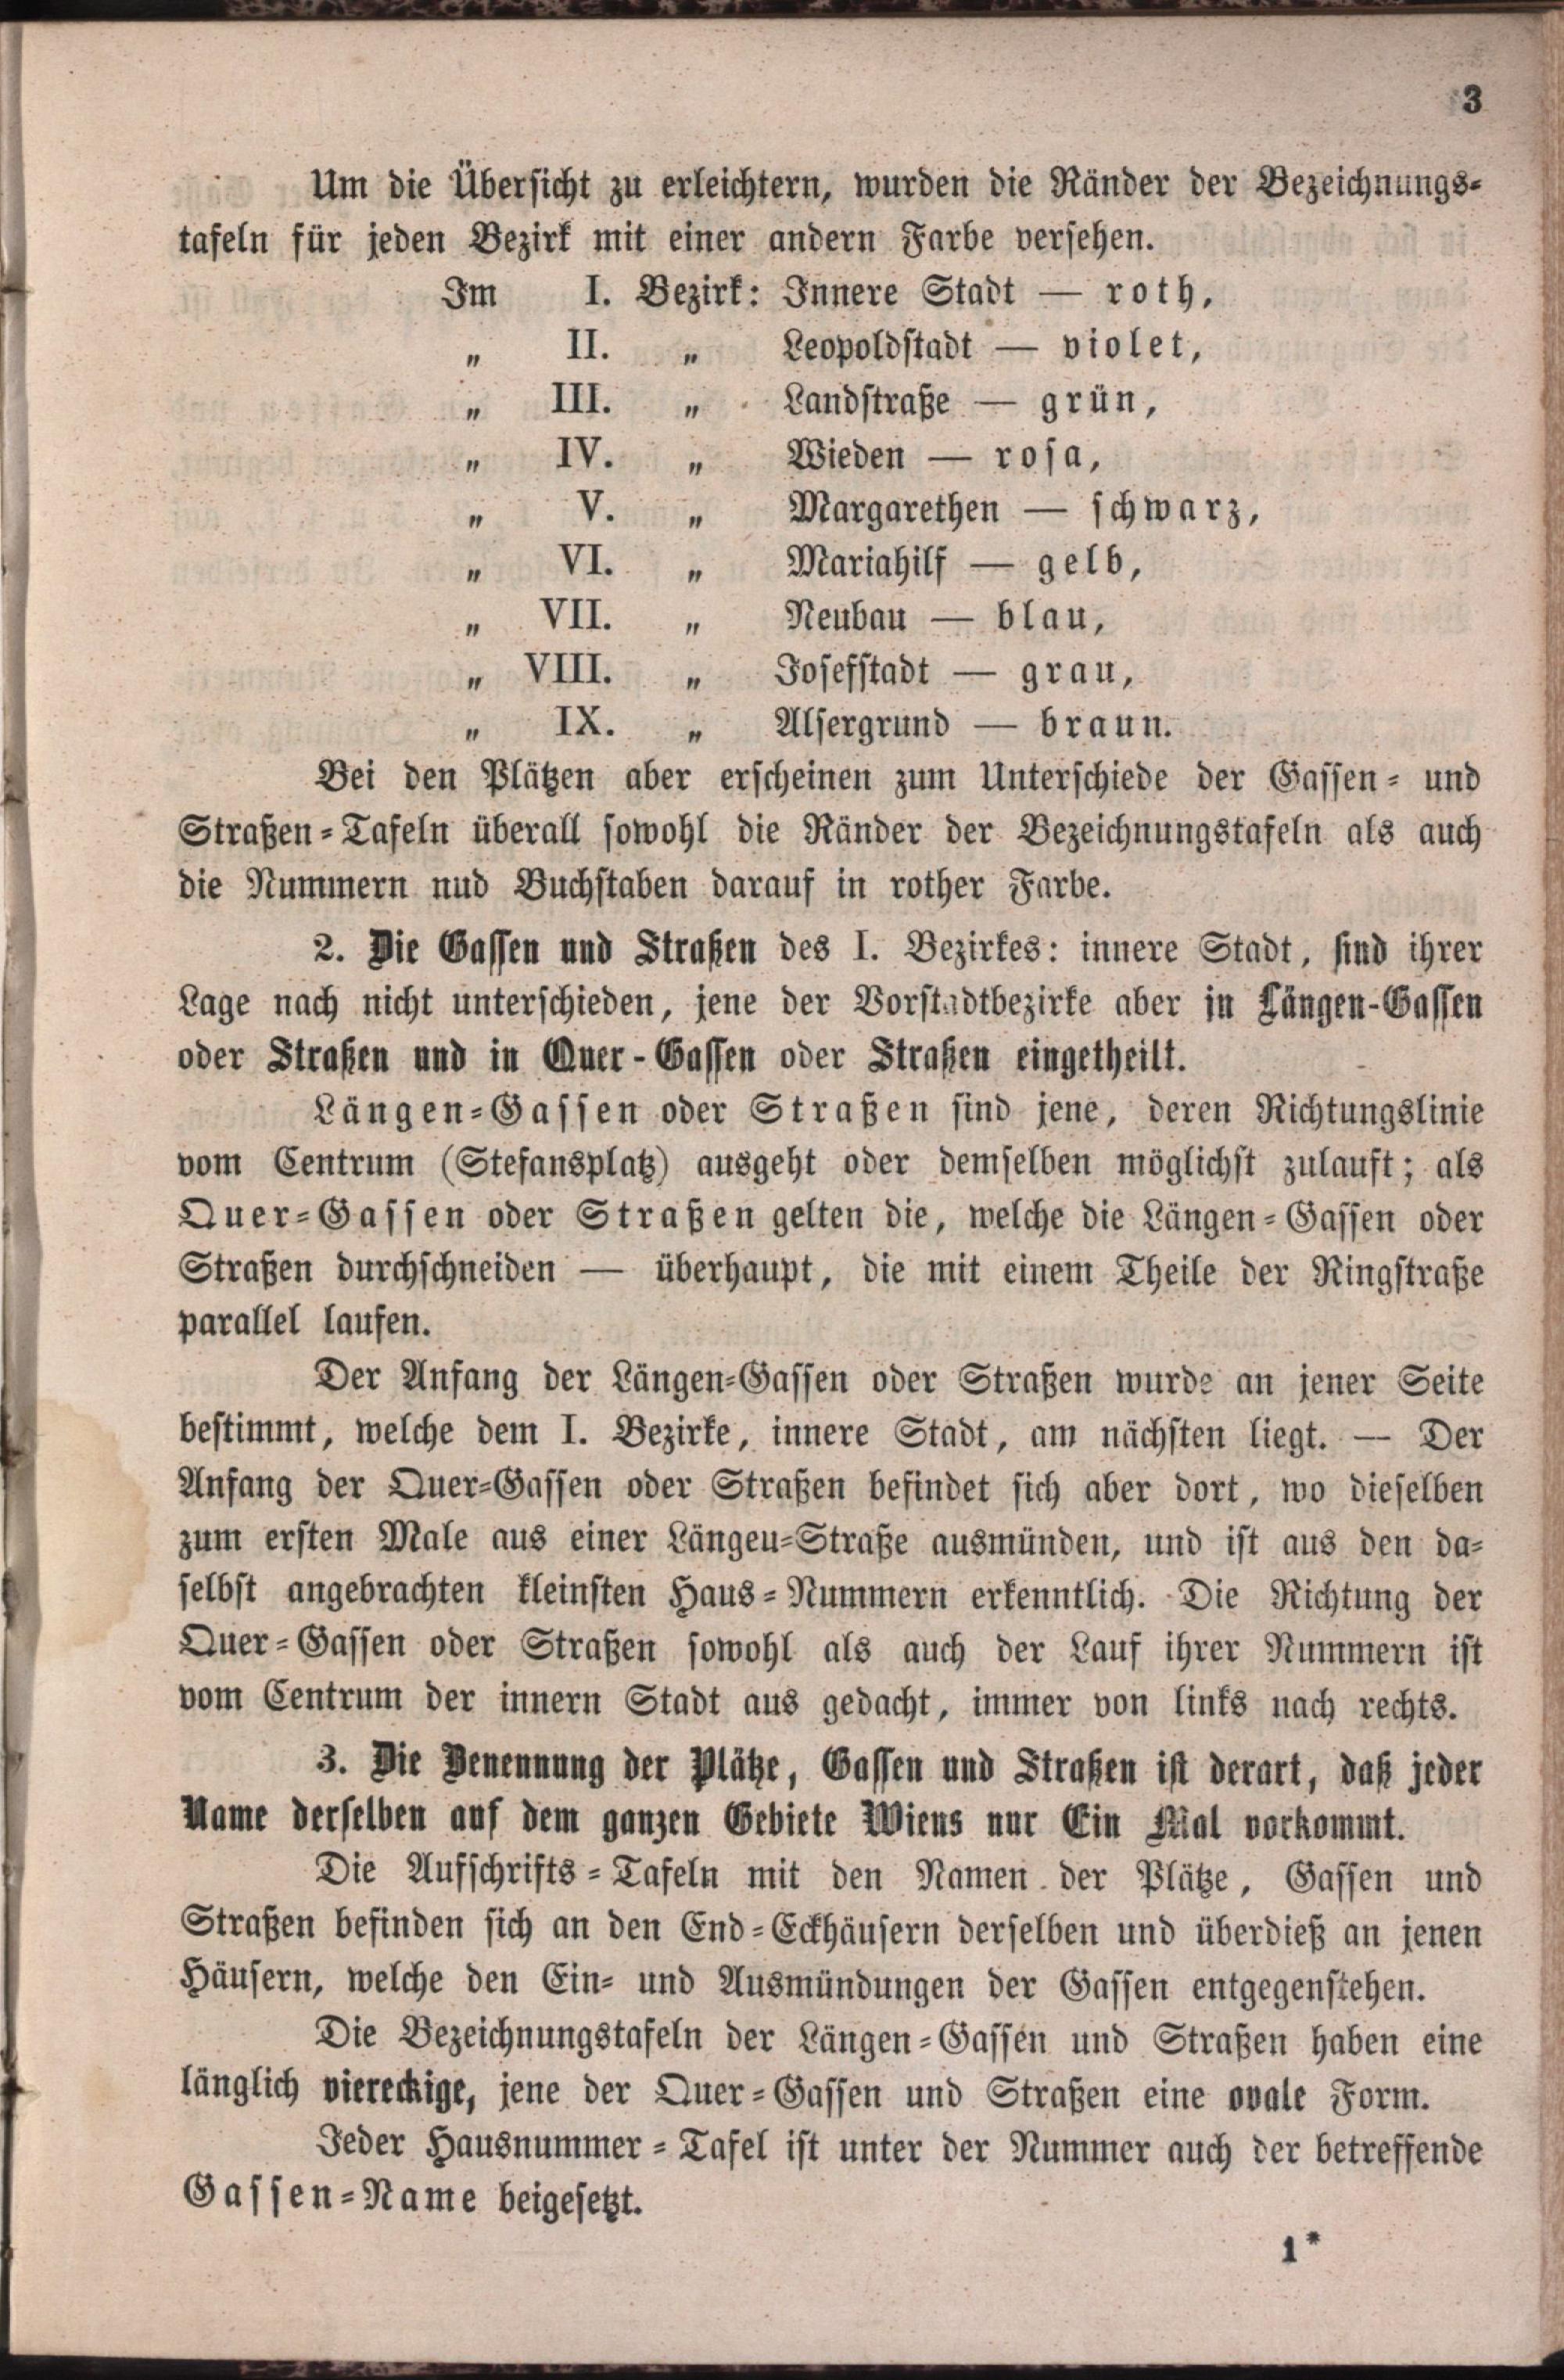 3
Um die Übersicht zu erleichtern, wurden die Ränder der Bezeichnungs-
tafeln für jeden Bezirk mit einer andern Farbe versehen.
Im I. Bezirk: Innere Stadt — roth,
„ II. „ Leopoldstadt — violet,
„ III. „ Landstraße — grün,
„ IV. „ Wieden — rosa,
„ V. „ Margarethen — schwarz,
„ VI. „ Mariahilf — gelb,
„ VII. „ Neubau — blau,
„ VIII. „ Josefstadt — grau,
„ IX. „ Alsergrund — braun.
Bei den Plätzen aber erscheinen zum Unterschiede der Gassen- und
Straßen-Tafeln überall sowohl die Ränder der Bezeichnungstafeln als auch
die Nummern nud Buchstaben darauf in rother Farbe.
2. Die Gassen und Straßen des I. Bezirkes: innere Stadt, sind ihrer
Lage nach nicht unterschieden, jene der Vorstadtbezirke aber in Längen-Gassen
oder Straßen und in Quer-Gassen oder Straßen eingetheilt.
Längen-Gassen oder Straßen sind jene, deren Richtungslinie
vom Centrum (Stefansplatz) ausgeht oder demselben möglichst zulauft; als
Quer-Gassen oder Straßen gelten die, welche die Längen-Gassen oder
Straßen durchschneiden — überhaupt, die mit einem Theile der Ringstraße
parallel laufen.
Der Anfang der Längen-Gassen oder Straßen wurde an jener Seite
bestimmt, welche dem I. Bezirke, innere Stadt, am nächsten liegt. — Der
Anfang der Quer-Gassen oder Straßen befindet sich aber dort, wo dieselben
zum ersten Male aus einer Längeu-Straße ausmünden, und ist aus den da-
selbst angebrachten kleinsten Haus-Nummern erkenntlich. Die Richtung der
Quer-Gassen oder Straßen sowohl als auch der Lauf ihrer Nummern ist
vom Centrum der innern Stadt aus gedacht, immer von links nach rechts.
3. Die Benennung der Plätze, Gassen und Straßen ist derart, daß jeder
Name derselben auf dem ganzen Gebiete Wiens nur Ein Mal vorkommt.
Die Aufschrifts-Tafeln mit den Namen der Plätze, Gassen und
Straßen befinden sich an den End-Eckhäusern derselben und überdieß an jenen
Häusern, welche den Ein- und Ausmündungen der Gassen entgegenstehen.
Die Bezeichnungstafeln der Längen-Gassen und Straßen haben eine
länglich viereckige, jene der Quer-Gassen und Straßen eine ovale Form.
Jeder Hausnummer-Tafel ist unter der Nummer auch der betreffende
Gassen-Name beigesetzt.
1*